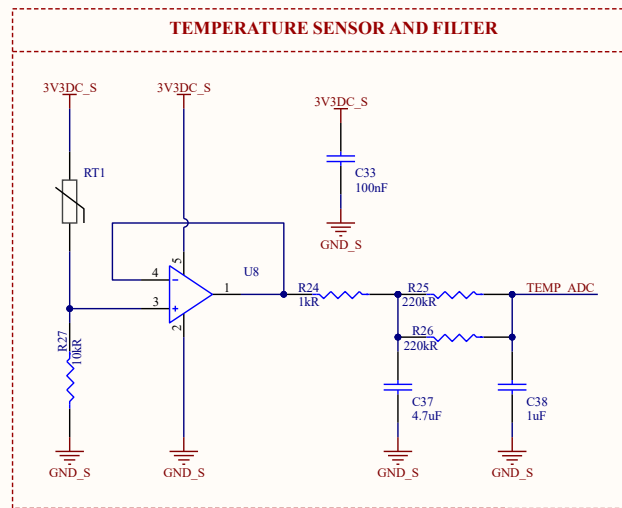 TEMPERATURE SENSOR AND FILTER
3V3DC_S
3V3DC_S
3V3DC_S
RT1
C33
100nF
GND_S
5
4
U8
1
3
2
R24
1kR
R25
220kR
TEMP_ADC
R26
220kR
R27
10kR
C37
4.7uF
C38
1uF
GND_S
GND_S
GND_S
GND_S